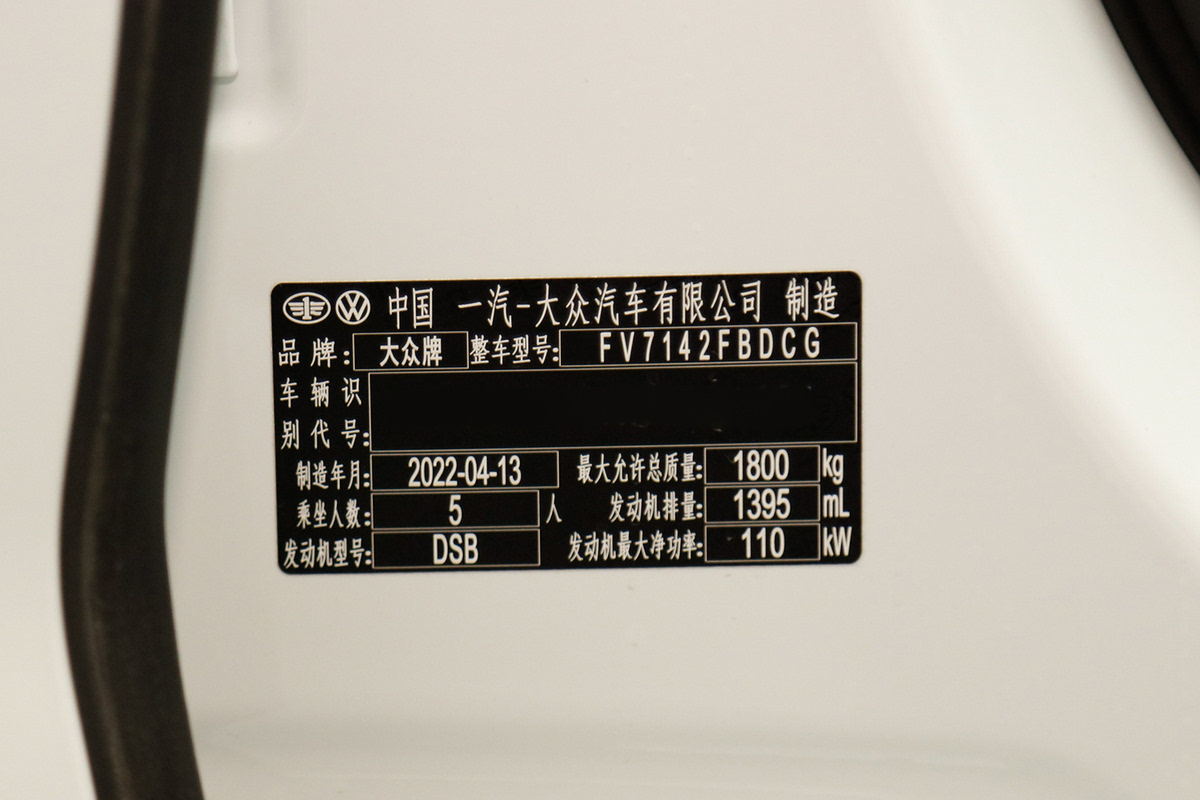 中国 一汽-大众汽车有限公司 制造
品牌: 大众牌 整车型号: FV7142FBDCG
车辆识
别代号:
制造年月: 2022-04-13 最大允许总质量: 1800 kg
乘坐人数: 5 人 发动机排量: 1395 mL
发动机型号: DSB 发动机最大净功率: 110 kW